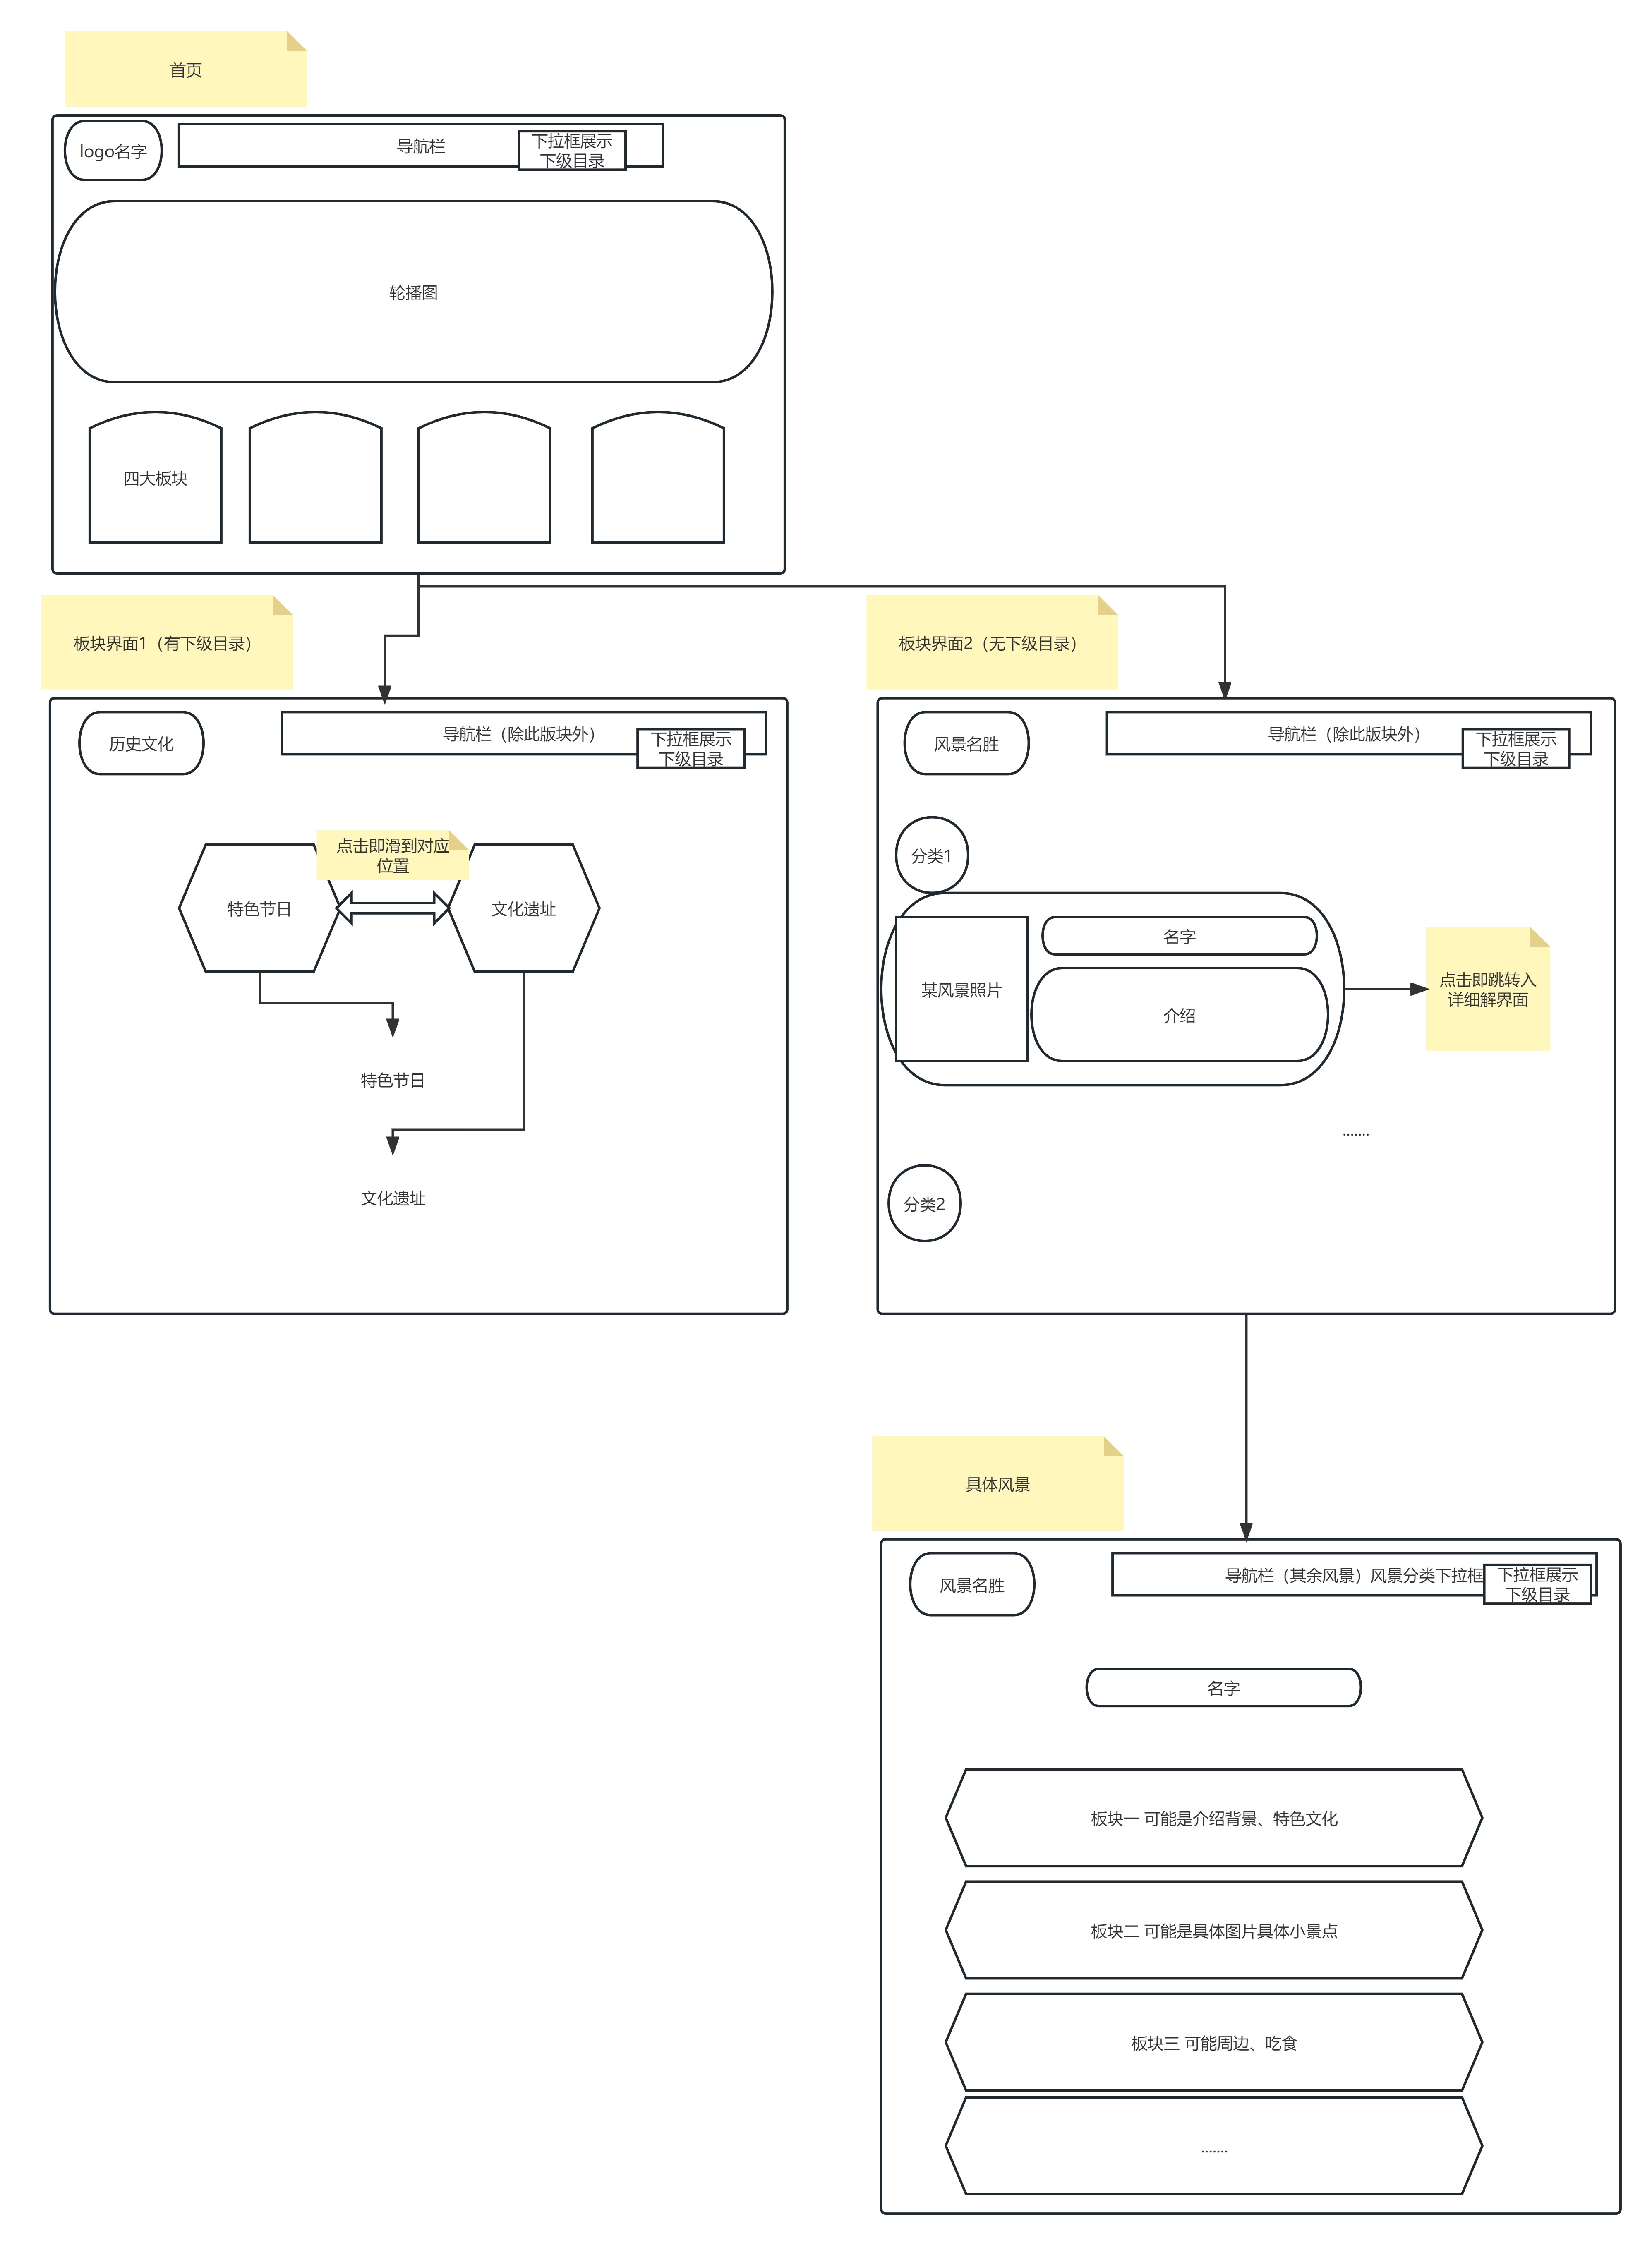 首页
logo名字
导航栏
下拉框展示
下级目录
轮播图
四大板块
板块界面1（有下级目录）
历史文化
导航栏（除此版块外）
下拉框展示
下级目录
点击即滑到对应
位置
特色节日
文化遗址
特色节日
文化遗址
板块界面2（无下级目录）
风景名胜
导航栏（除此版块外）
下拉框展示
下级目录
分类1
某风景照片
名字
介绍
点击即跳转入
详细解界面
.......
分类2
具体风景
风景名胜
导航栏（其余风景）风景分类下拉框
下拉框展示
下级目录
名字
板块一 可能是介绍背景、特色文化
板块二 可能是具体图片具体小景点
板块三 可能周边、吃食
.......